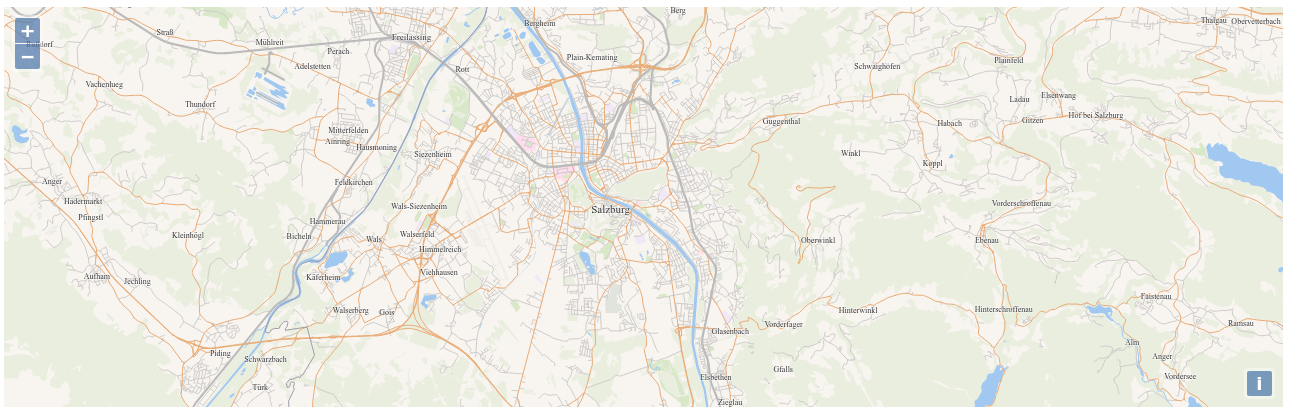 Berg
Thalgau
Obervetterbach
Bergheim
+
Straß
Freilassing
Mühlreit
Perach
Plain-Kemating
−
Adelstetten
Rott
Schwaighofen
Plainfeld
Vachenlueg
Thundorf
Ladau
Elsenwang
Guggenthal
Habach
Gitzen
Hof bei Salzburg
Mitterfelden
Ainring
Hausmoning
Siezenheim
Winkl
Koppl
Anger
Feldkirchen
Hadermarkt
Pfingstl
Wals-Siezenheim
Salzburg
Vorderschroffenau
Hammerau
Kleinhögl
Bicheln
Wals
Walserfeld
Himmelreich
Oberwinkl
Ebenau
Aufham
Jechling
Käferheim
Viehhausen
Walserberg
Gois
Hinterwinkl
Hinterschroffenau
Faistenau
Glasenbach
Vorderfager
Ramsau
Piding
Schwarzbach
Alm
Anger
Gfalls
Elsbethen
Vordersee
Türk
Zieglau
i